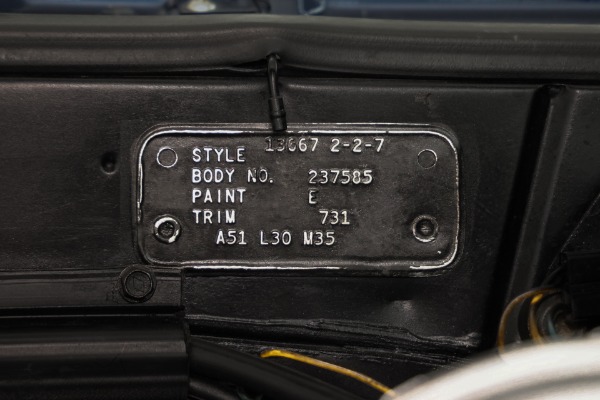 STYLE 13667 2-2-7
BODY NO. 237585
PAINT E
TRIM 731
A51 L30 M35